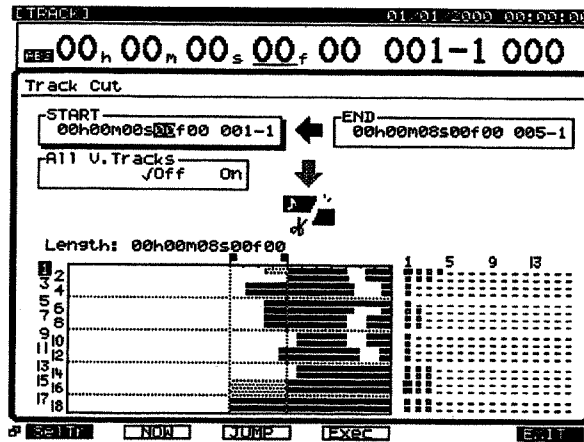 [TRACK] 01/01/2000 00:00:00
ABS 00h 00m 00s 00f 00 001-1 000
Track Cut
START END
00h00m00s00f00 001-1 00h00m08s00f00 005-1
All V.Tracks
√Off On
Length: 00h00m08s00f00
1 5 9 13
1
2
3
4
5
6
7
8
9
10
11
12
13
14
15
16
17
18
SelTr NOW JUMP Exec EXIT